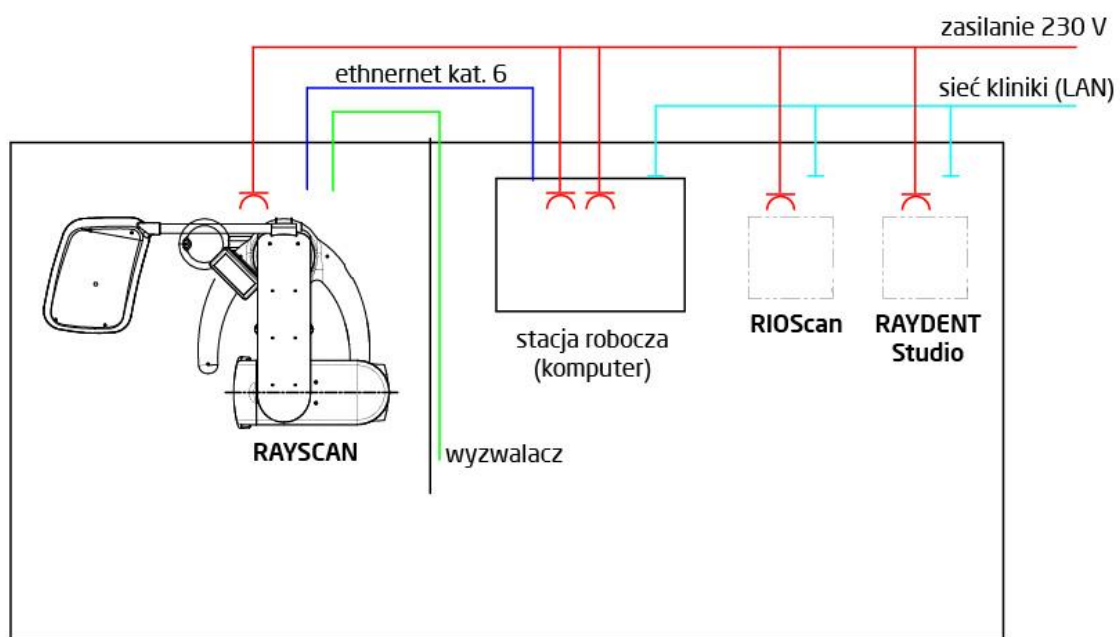 zasilanie 230 V
ethnernet kat. 6
sieć kliniki (LAN)
RAYSCAN
wyzwalacz
stacja robocza
(komputer)
RIOScan
RAYDENT
Studio